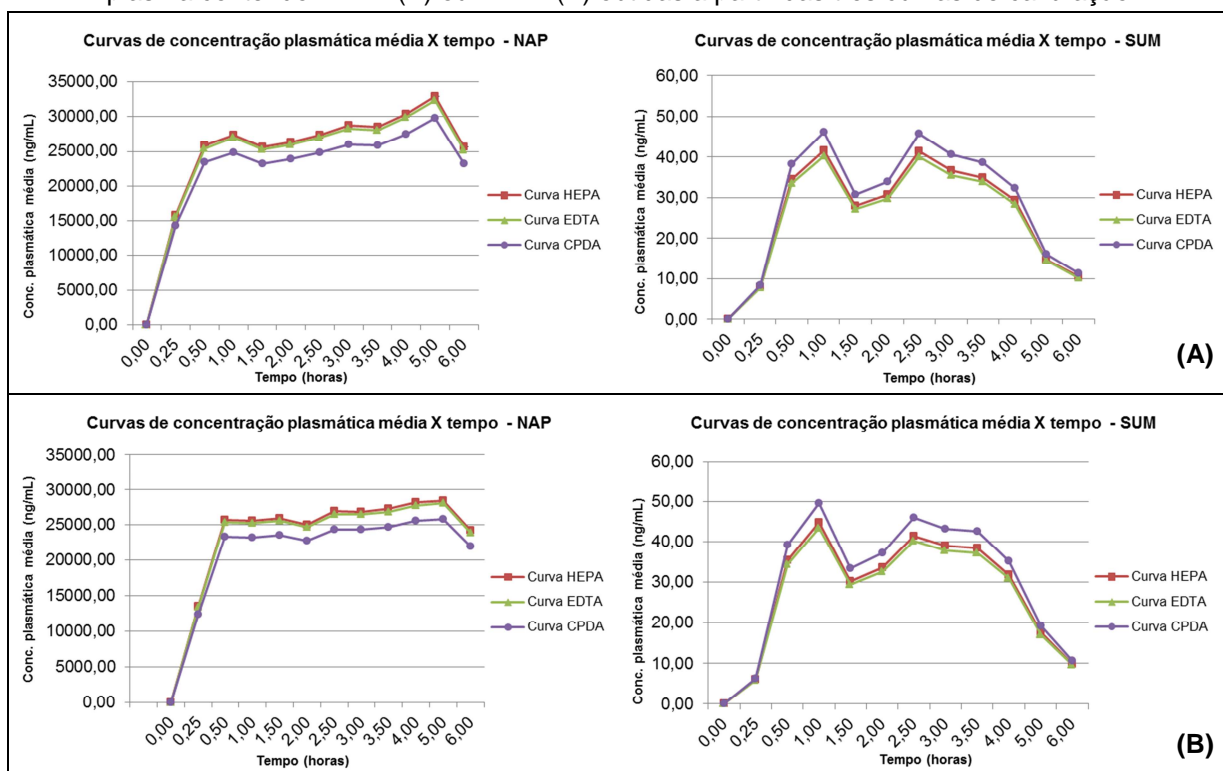 Curvas de concentração plasmática média X tempo - NAP
Conc. plasmática média (ng/mL)
35000,00
30000,00
25000,00
20000,00
15000,00
10000,00
5000,00
0,00
0,00 0,25 0,50 1,00 1,50 2,00 2,50 3,00 3,50 4,00 5,00 6,00
Tempo (horas)
Curva HEPA
Curva EDTA
Curva CPDA
Curvas de concentração plasmática média X tempo - SUM
Conc. plasmática média (ng/mL)
60,00
50,00
40,00
30,00
20,00
10,00
0,00
0,00 0,25 0,50 1,00 1,50 2,00 2,50 3,00 3,50 4,00 5,00 6,00
Tempo (horas)
Curva HEPA
Curva EDTA
Curva CPDA
(A)
Curvas de concentração plasmática média X tempo - NAP
Conc. plasmática média (ng/mL)
35000,00
30000,00
25000,00
20000,00
15000,00
10000,00
5000,00
0,00
0,00 0,25 0,50 1,00 1,50 2,00 2,50 3,00 3,50 4,00 5,00 6,00
Tempo (horas)
Curva HEPA
Curva EDTA
Curva CPDA
Curvas de concentração plasmática média X tempo - SUM
Conc. plasmática média (ng/mL)
60,00
50,00
40,00
30,00
20,00
10,00
0,00
0,00 0,25 0,50 1,00 1,50 2,00 2,50 3,00 3,50 4,00 5,00 6,00
Tempo (horas)
Curva HEPA
Curva EDTA
Curva CPDA
(B)